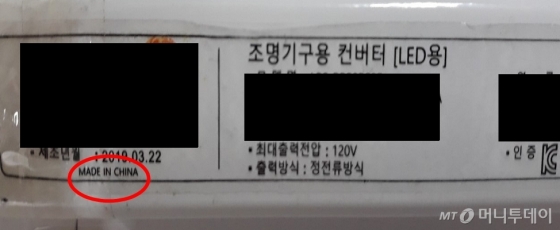 조명기구용 컨버터 [LED용]
• 제조년월 : 2019.03.22
MADE IN CHINA
• 최대출력전압 : 120V
• 출력방식 : 정전류방식
• 인증
MT 머니투데이